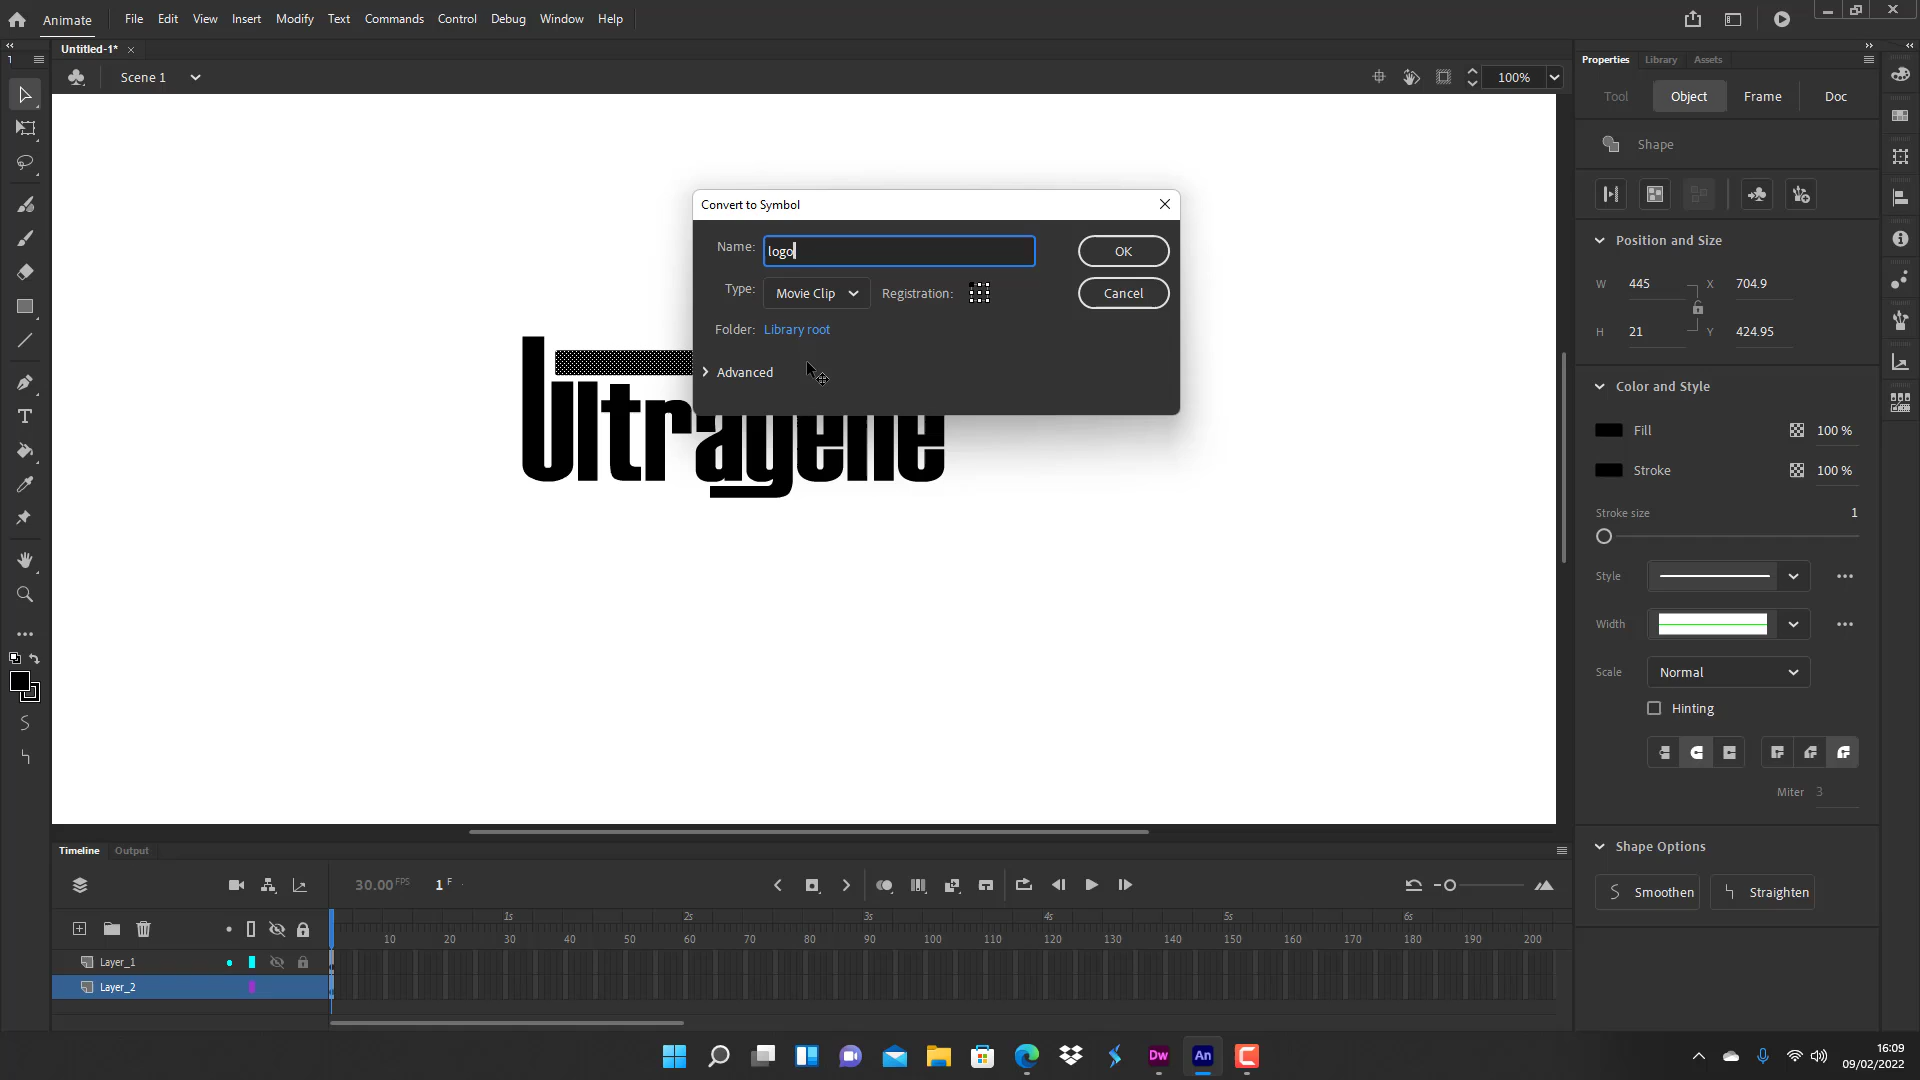 Animate File Edit View Insert Modify Text Commands Control Debug Window Help
Untitled-1*
1
Scene 1
100%
Properties Library Assets
Tool Object Frame Doc
Shape
Convert to Symbol
Name: logo OK
Type: Movie Clip Registration: Cancel
Folder: Library root
Advanced
Ultragene
Position and Size
W 445 X 704.9
H 21 Y 424.95
Color and Style
Fill 100 %
Stroke 100 %
Stroke size 1
Style
Width
Scale Normal
Hinting
Miter 3
Shape Options
Smoothen Straighten
Timeline Output
30.00 FPS 1 F
1s 2s 3s 4s 5s 6s
10 20 30 40 50 60 70 80 90 100 110 120 130 140 150 160 170 180 190 200
Layer_1
Layer_2
Dw An
16:09
09/02/2022